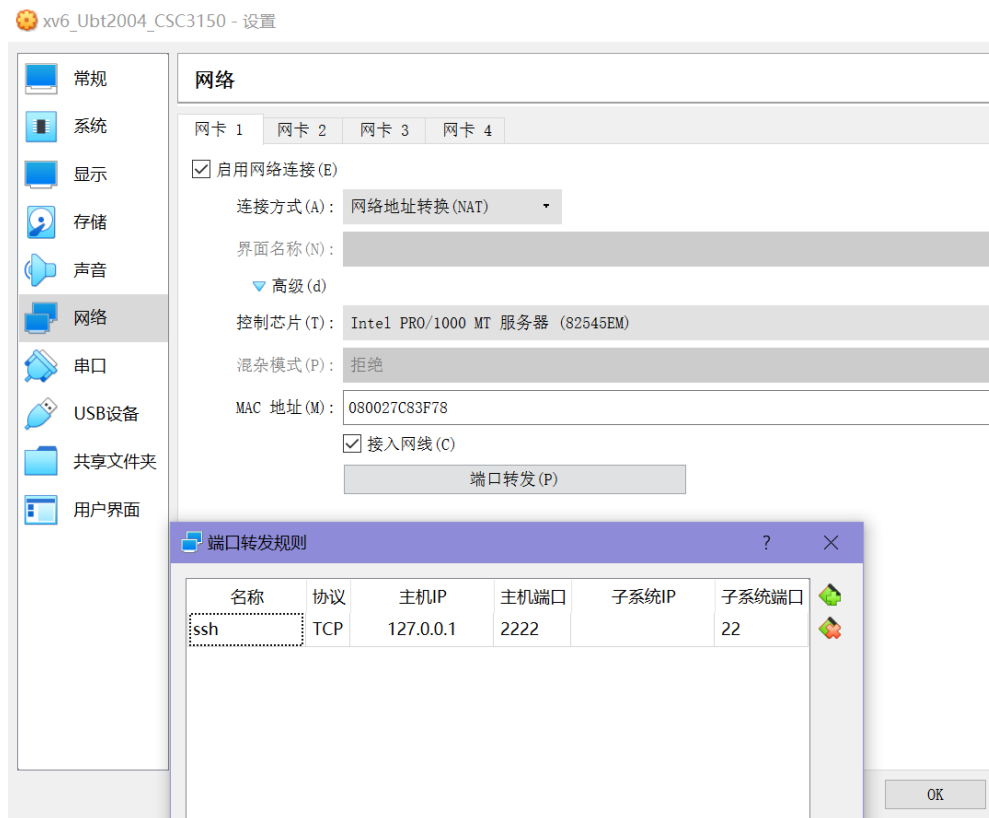 xv6_Ubt2004_CSC3150 - 设置
常规
系统
显示
存储
声音
网络
串口
USB设备
共享文件夹
用户界面
网络
网卡 1 网卡 2 网卡 3 网卡 4
启用网络连接(E)
连接方式(A): 网络地址转换(NAT)
界面名称(N):
高级(d)
控制芯片(T): Intel PRO/1000 MT 服务器 (82545EM)
混杂模式(P): 拒绝
MAC 地址(M): 080027C83F78
接入网线(C)
端口转发(P)
端口转发规则 ?
名称 协议 主机IP 主机端口 子系统IP 子系统端口
ssh TCP 127.0.0.1 2222 22
OK